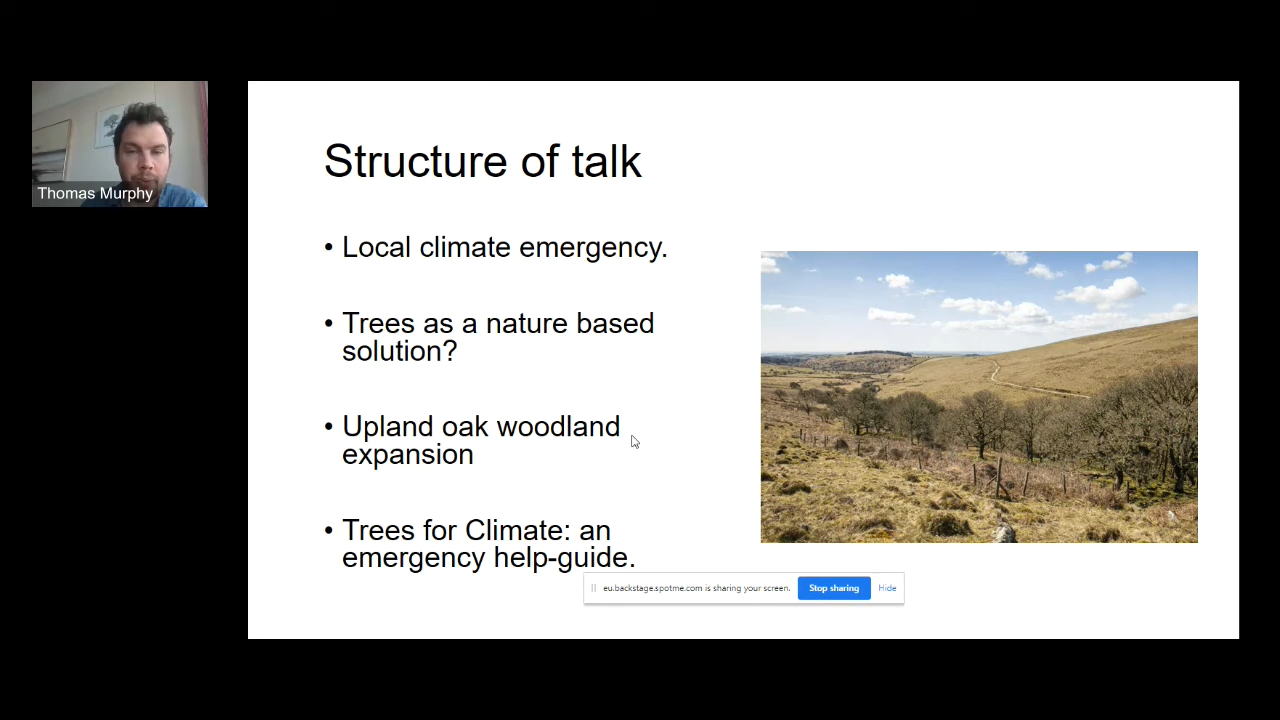 Thomas Murphy
Structure of talk
• Local climate emergency.
• Trees as a nature based
solution?
• Upland oak woodland
expansion
• Trees for Climate: an
emergency help-guide.
eu.backstage.spotme.com is sharing your screen.
Stop sharing
Hide